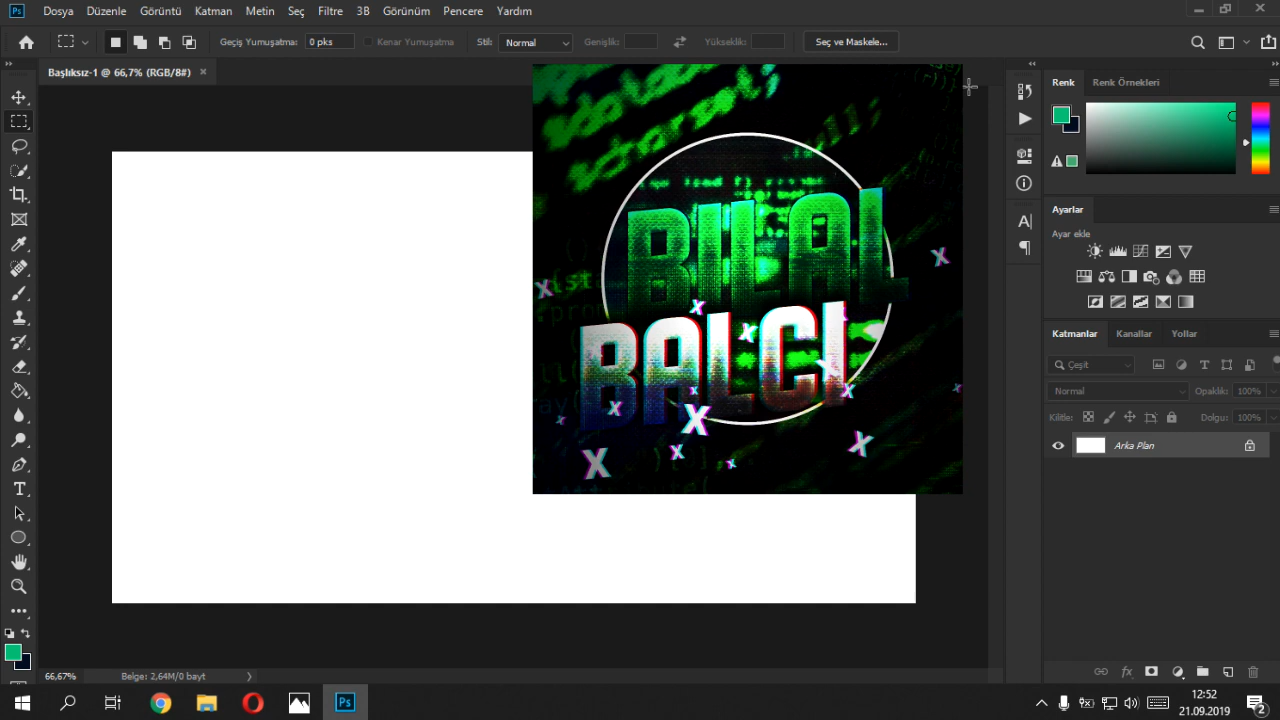 Ps Dosya Düzenle Görüntü Katman Metin Seç Filtre 3B Görünüm Pencere Yardım
Geçiş Yumuşatma: 0 pks Kenar Yumuşatma Stil: Normal Genişlik: Yükseklik: Seç ve Maskele...
Başlıksız-1 @ 66,7% (RGB/8#) ×
BILAL
BALCI
Renk Renk Örnekleri
Ayarlar
Ayar ekle
Katmanlar Kanallar Yollar
Çeşit
Normal Opaklık: 100%
Kilitle: Dolgu: 100%
Arka Plan
66,67% Belge: 2,64M/0 bayt
Ps
12:52
21.09.2019
2